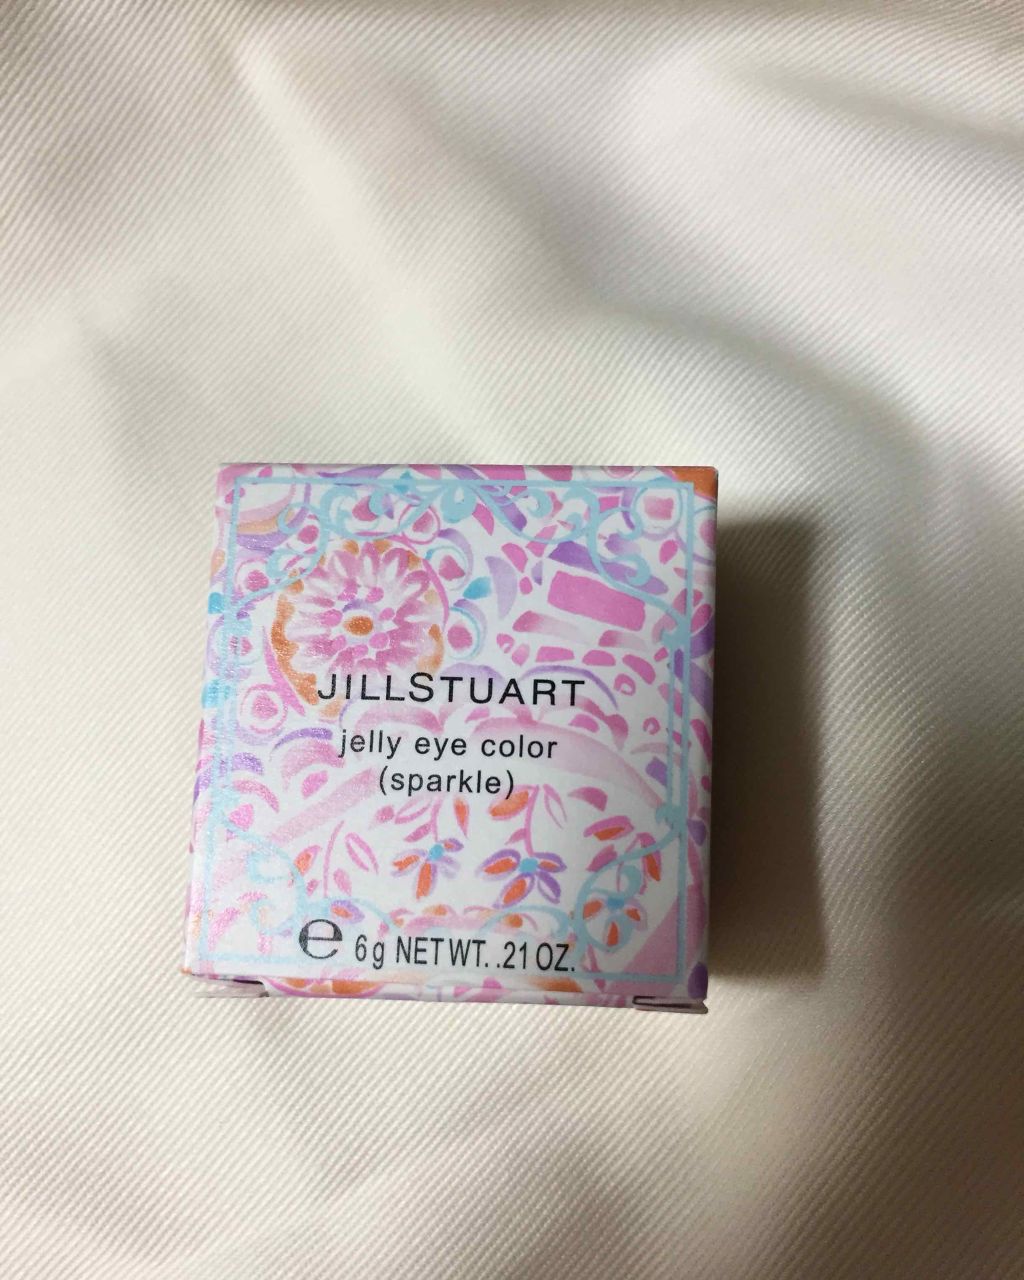 JILLSTUART
jelly eye color
(sparkle)
℮ 6g NET WT. .21 OZ.